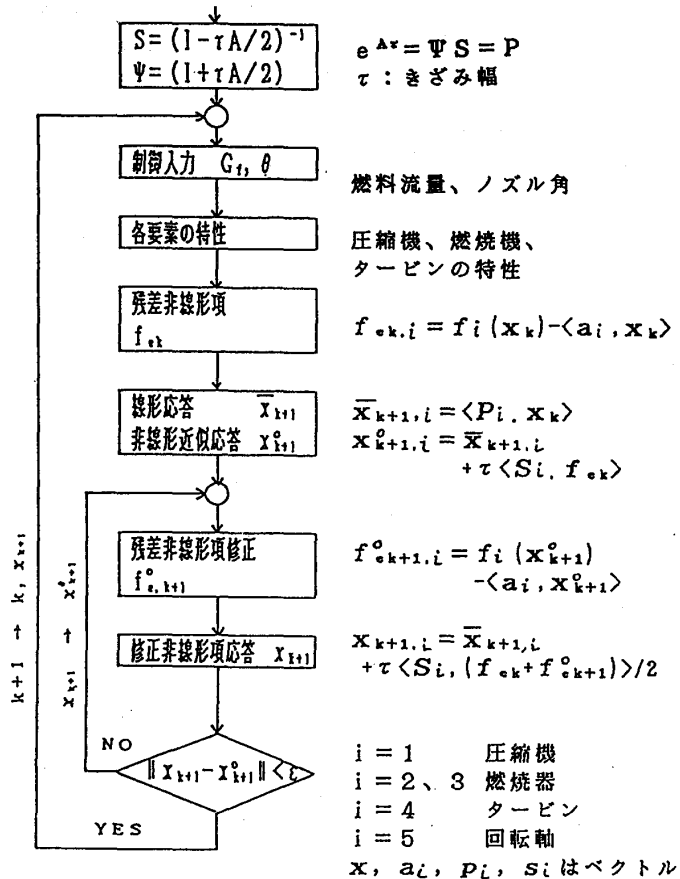 S=(I-τA/2)⁻¹
Ψ=(I+τA/2)
e^Aτ=ΨS=P
τ：きざみ幅
制御入力 G_f, θ
燃料流量、ノズル角
各要素の特性
圧縮機、燃焼機、
タービンの特性
残差非線形項
f_ek
f_ek,i=f_i(x_k)-<a_i,x_k>
線形応答 x̄_k+1
非線形近似応答 x°_k+1
x̄_k+1,i=<P_i,x_k>
x°_k+1,i=x̄_k+1,i
+τ<S_i,f_ek>
残差非線形項修正
f°_e,k+1
f°_ek+1,i=f_i(x°_k+1)
-<a_i,x°_k+1>
修正非線形項応答 x_k+1
x_k+1,i=x̄_k+1,i
+τ<S_i,(f_ek+f°_ek+1)>/2
k+1 → k, x_k+1
x_k+1 → x°_k+1
NO
‖x_k+1-x°_k+1‖<ε
YES
i=1 圧縮機
i=2、3 燃焼器
i=4 タービン
i=5 回転軸
x, a_i, p_i, s_iはベクトル